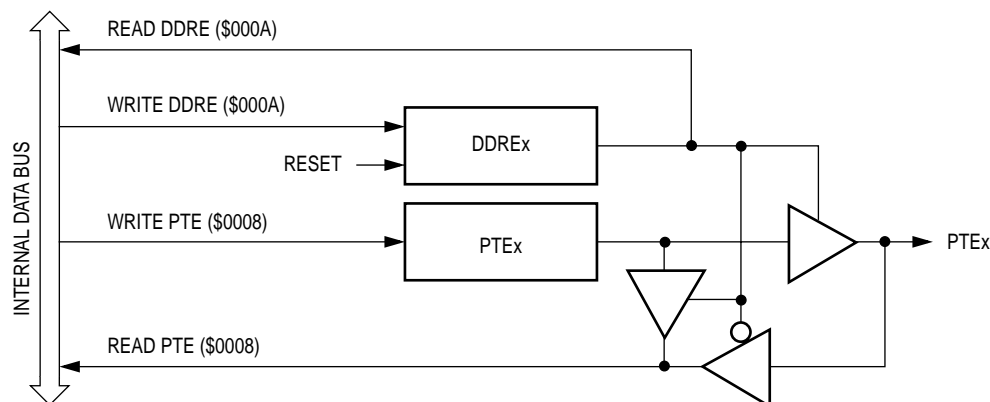 READ DDRE ($000A)
WRITE DDRE ($000A)
DDREx
RESET
WRITE PTE ($0008)
PTEx
PTEx
READ PTE ($0008)
INTERNAL DATA BUS